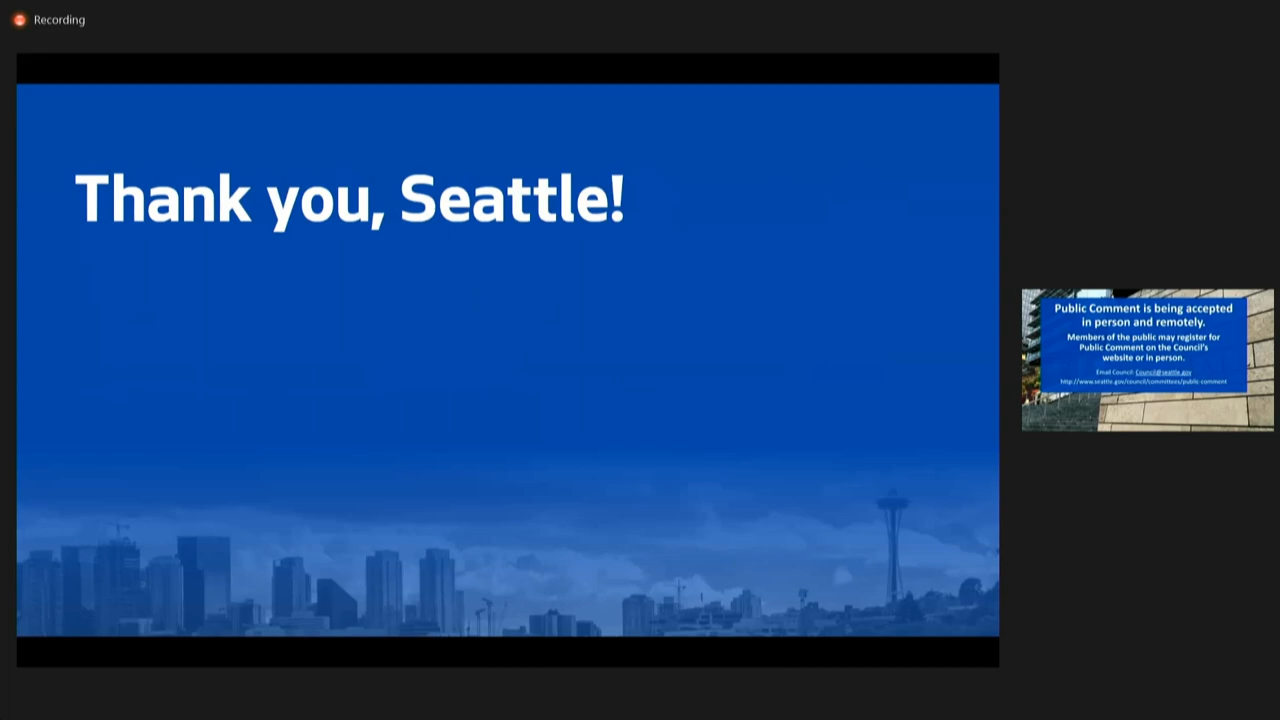 Recording
Thank you, Seattle!
Public Comment is being accepted
in person and remotely.
Members of the public may register for
Public Comment on the Council's
website or in person.
Email Council: Council@seattle.gov
http://www.seattle.gov/council/committees/public-comment